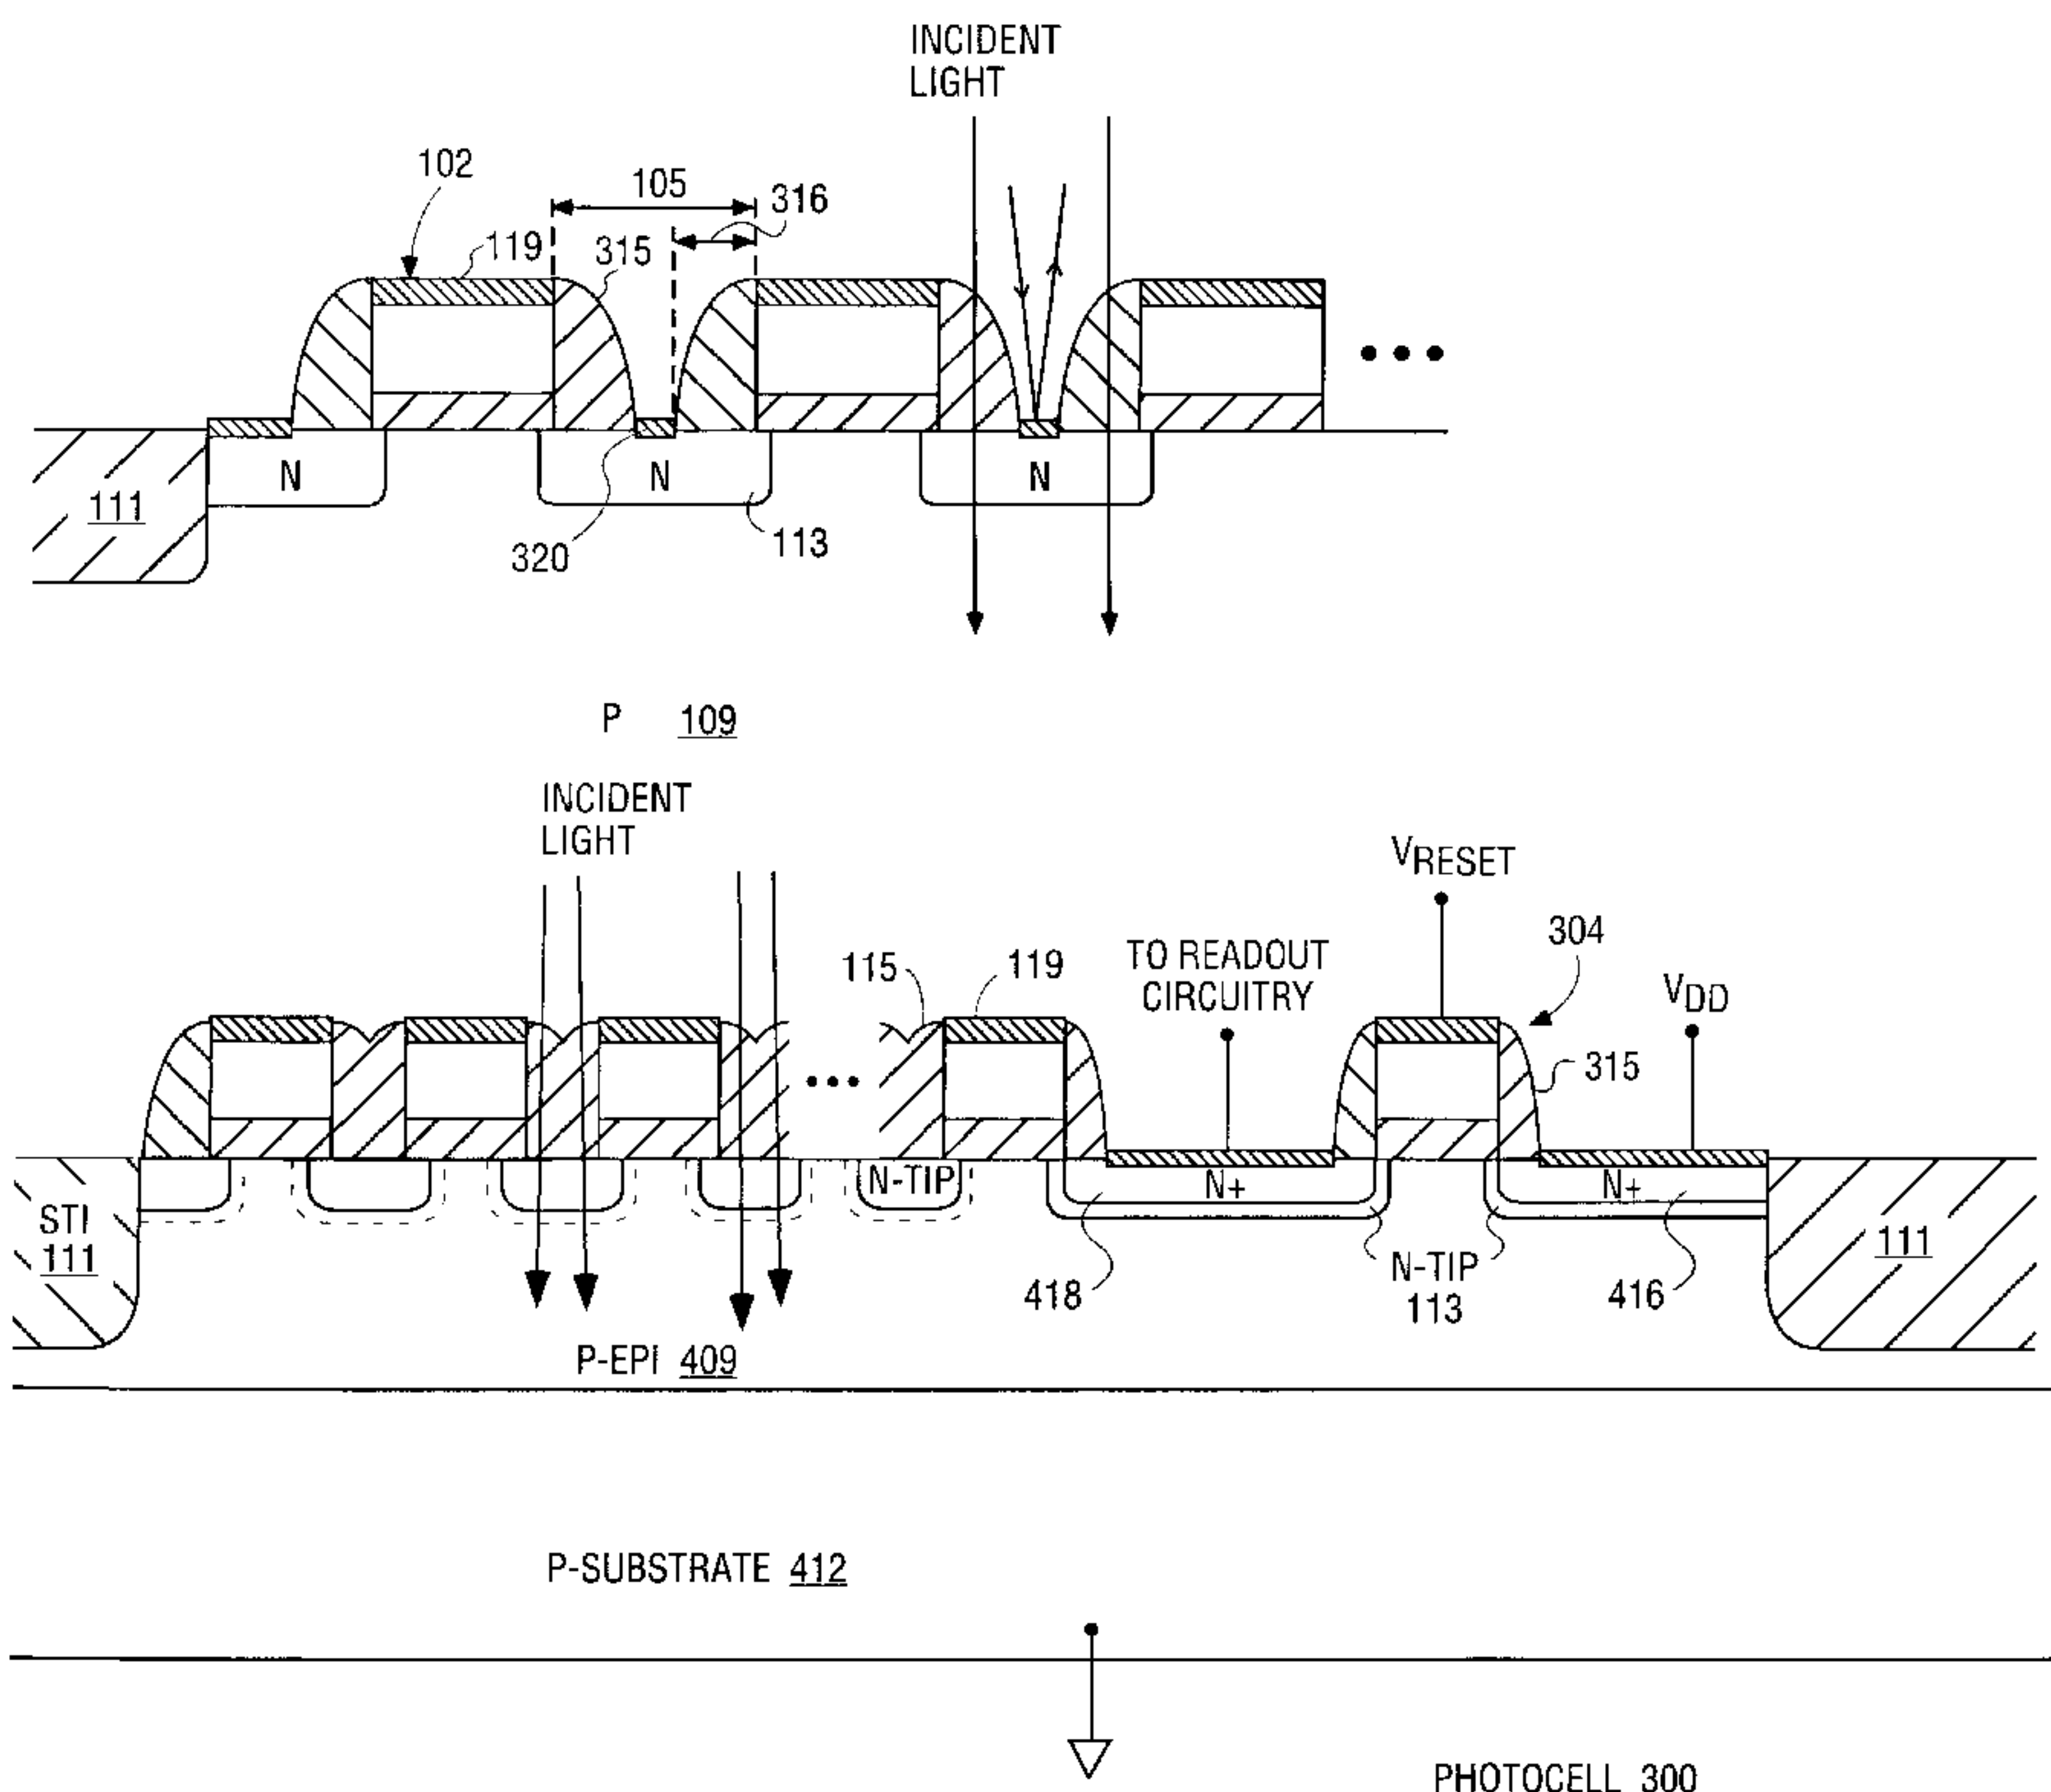 INCIDENT
LIGHT
102
105
316
119
315
N
N
N
111
320
113
P 109
INCIDENT
LIGHT
VRESET
304
115
119
TO READOUT
CIRCUITRY
VDD
315
N-TIP
N+
N+
STI
111
418
N-TIP
113
416
111
P-EPI 409
P-SUBSTRATE 412
PHOTOCELL 300